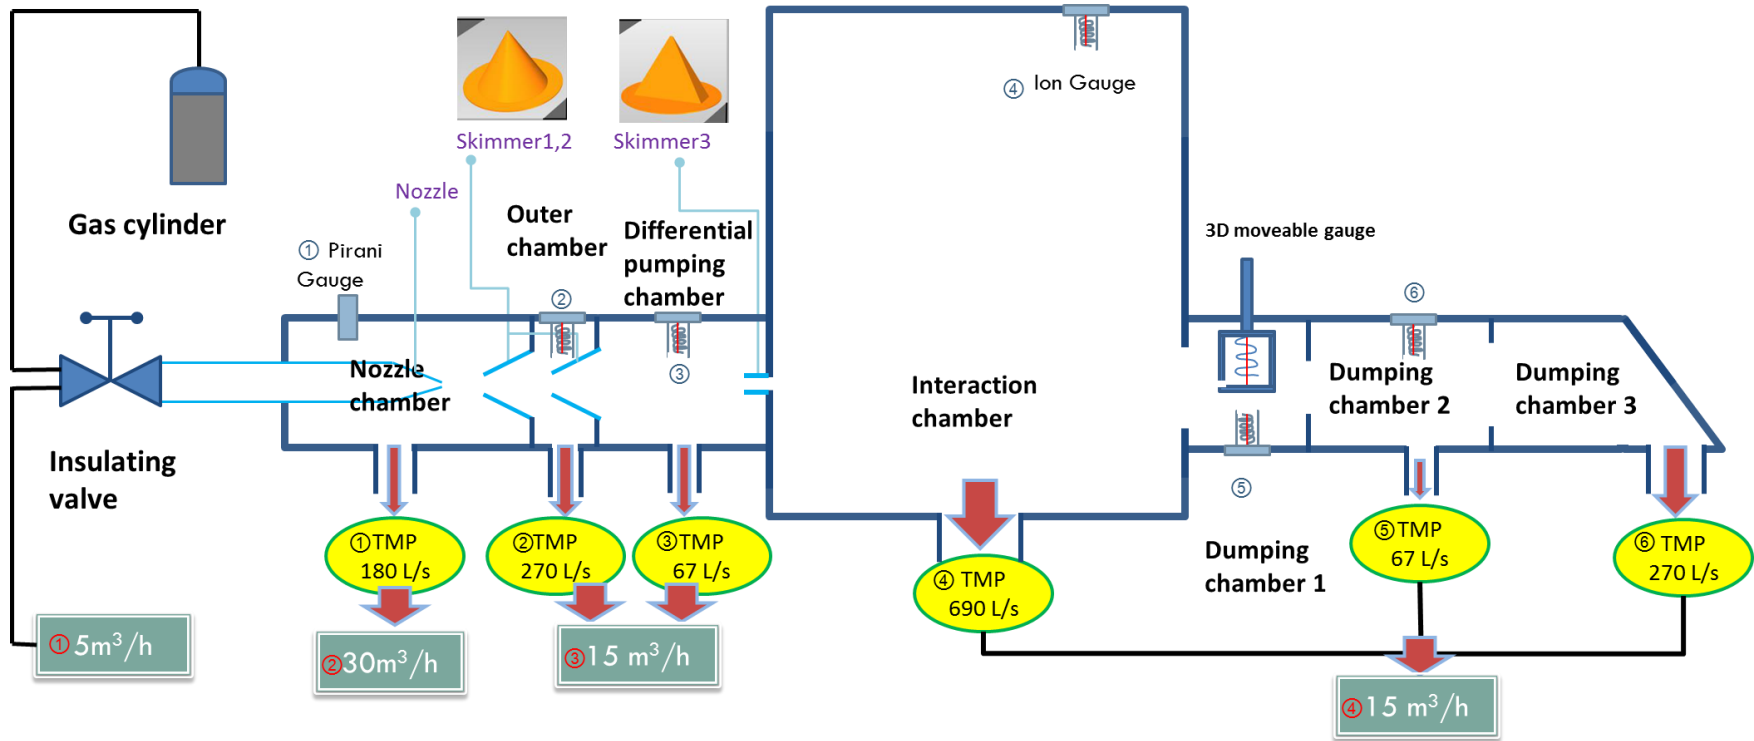 Skimmer1,2
Skimmer3
④ Ion Gauge
Nozzle
Gas cylinder
Outer
chamber
Differential
pumping
chamber
① Pirani
Gauge
3D moveable gauge
②
③
⑥
⑤
Nozzle
chamber
Interaction
chamber
Dumping
chamber 2
Dumping
chamber 3
Insulating
valve
①TMP
180 L/s
②TMP
270 L/s
③TMP
67 L/s
④ TMP
690 L/s
Dumping
chamber 1
⑤TMP
67 L/s
⑥ TMP
270 L/s
①5m³/h
②30m³/h
③15 m³/h
④15 m³/h